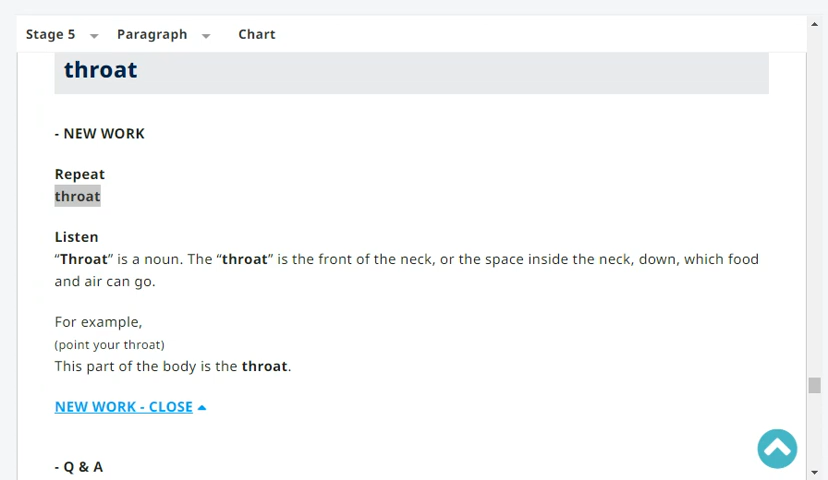 Stage 5 Paragraph Chart
throat
- NEW WORK
Repeat
throat
Listen
“Throat” is a noun. The “throat” is the front of the neck, or the space inside the neck, down, which food
and air can go.
For example,
(point your throat)
This part of the body is the throat.
NEW WORK - CLOSE
- Q & A